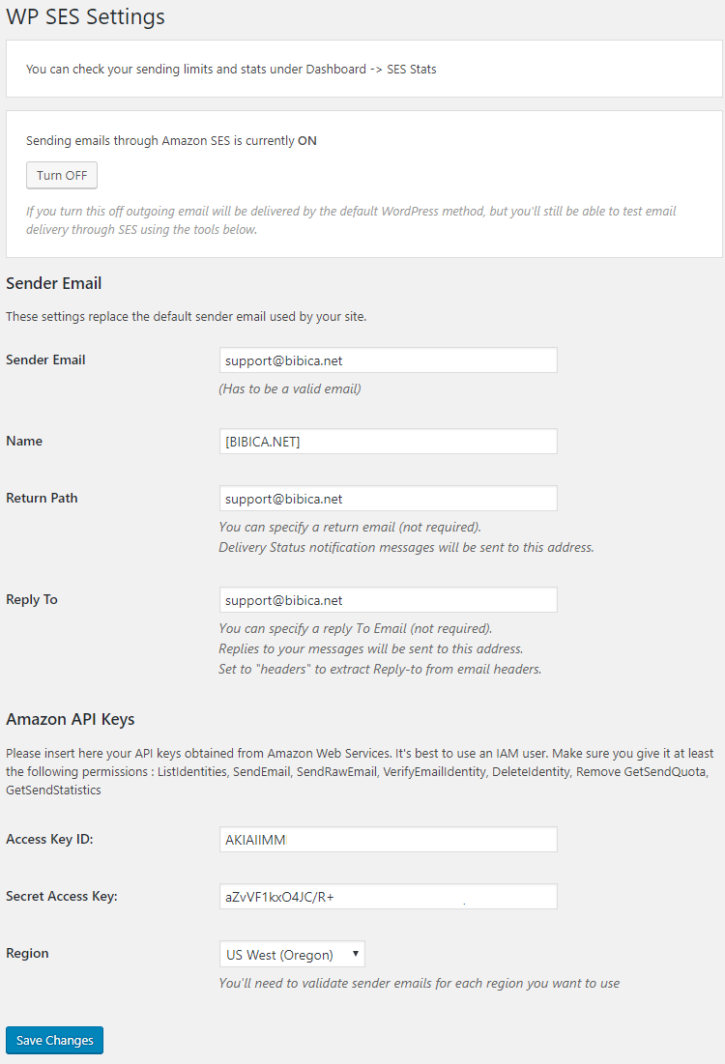 WP SES Settings
You can check your sending limits and stats under Dashboard -> SES Stats
Sending emails through Amazon SES is currently ON
Turn OFF
If you turn this off outgoing email will be delivered by the default WordPress method, but you'll still be able to test email
delivery through SES using the tools below.
Sender Email
These settings replace the default sender email used by your site.
Sender Email
support@bibica.net
(Has to be a valid email)
Name
[BIBICA.NET]
Return Path
support@bibica.net
You can specify a return email (not required).
Delivery Status notification messages will be sent to this address.
Reply To
support@bibica.net
You can specify a reply To Email (not required).
Replies to your messages will be sent to this address.
Set to "headers" to extract Reply-to from email headers.
Amazon API Keys
Please insert here your API keys obtained from Amazon Web Services. It's best to use an IAM user. Make sure you give it at least
the following permissions : ListIdentities, SendEmail, SendRawEmail, VerifyEmailIdentity, DeleteIdentity, Remove GetSendQuota,
GetSendStatistics
Access Key ID:
AKIAIIMM
Secret Access Key:
aZvVF1kxO4JC/R+
Region
US West (Oregon)
You'll need to validate sender emails for each region you want to use
Save Changes